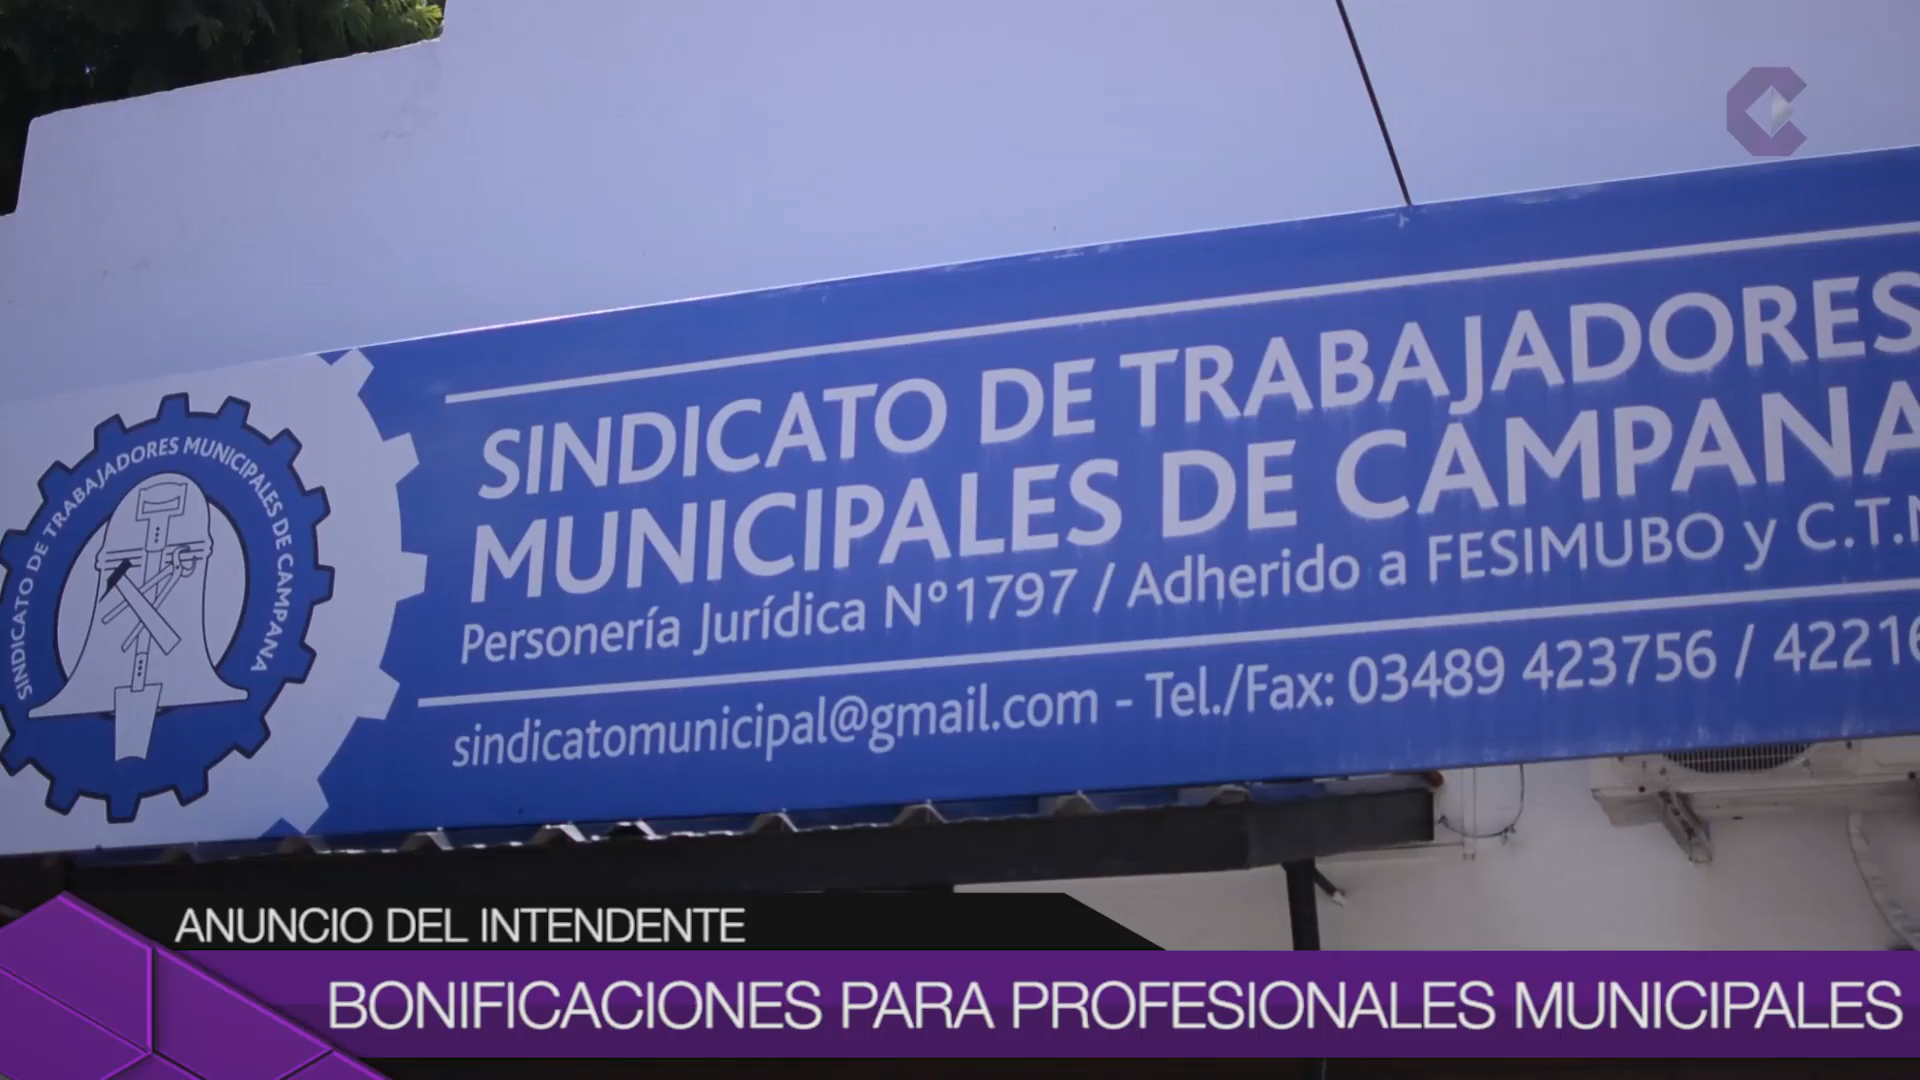 SINDICATO DE TRABAJADORES
MUNICIPALES DE CAMPANA
Personería Jurídica Nº1797 / Adherido a FESIMUBO y C.T.
sindicatomunicipal@gmail.com - Tel./Fax: 03489 423756 / 4221
SINDICATO DE TRABAJADORES MUNICIPALES DE CAMPANA
ANUNCIO DEL INTENDENTE
BONIFICACIONES PARA PROFESIONALES MUNICIPALES